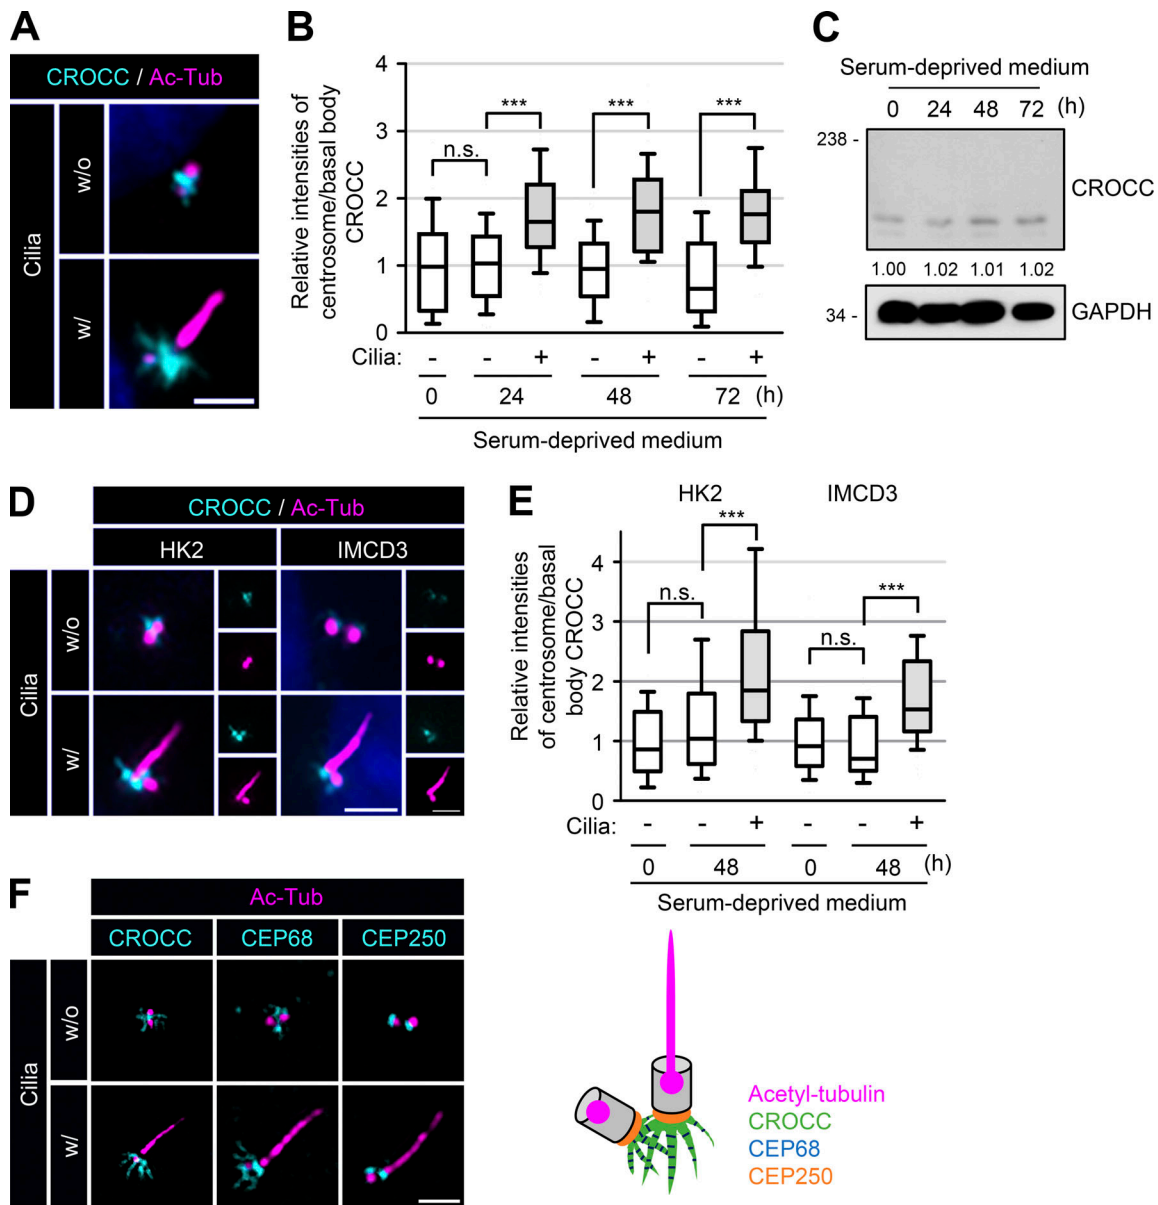 A
CROCC / Ac-Tub
Cilia
w/o
w/
B
Relative intensities of
centrosome/basal body
CROCC
4
3
2
1
0
n.s.
***
***
***
Cilia: - - + - + - +
0 24 48 72 (h)
Serum-deprived medium
C
Serum-deprived medium
0 24 48 72 (h)
238 -
CROCC
1.00 1.02 1.01 1.02
34 -
GAPDH
D
CROCC / Ac-Tub
HK2 IMCD3
Cilia
w/o
w/
E
HK2 IMCD3
Relative intensities
of centrosome/basal
body CROCC
4
3
2
1
0
n.s.
***
n.s.
***
Cilia: - - + - - +
0 48 0 48 (h)
Serum-deprived medium
F
Ac-Tub
CROCC CEP68 CEP250
Cilia
w/o
w/
Acetyl-tubulin
CROCC
CEP68
CEP250